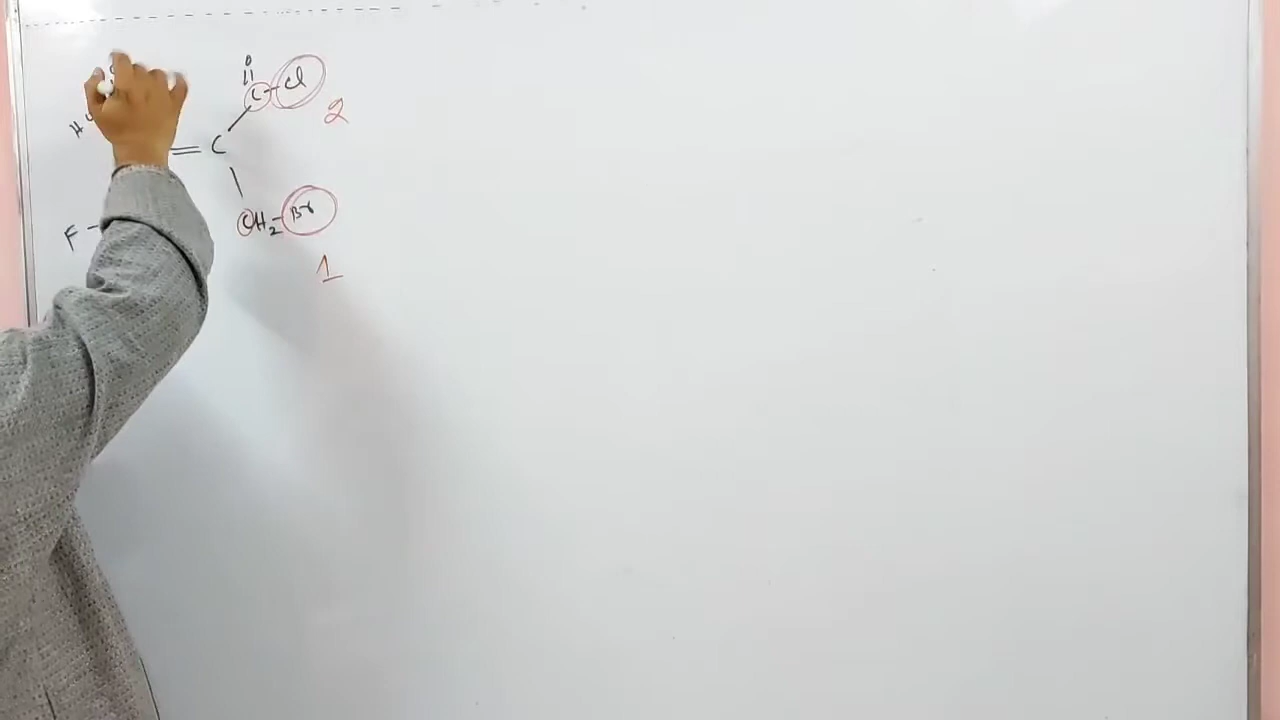 O
C - Cl
2
H
= C
F - CH₂ - Br
1